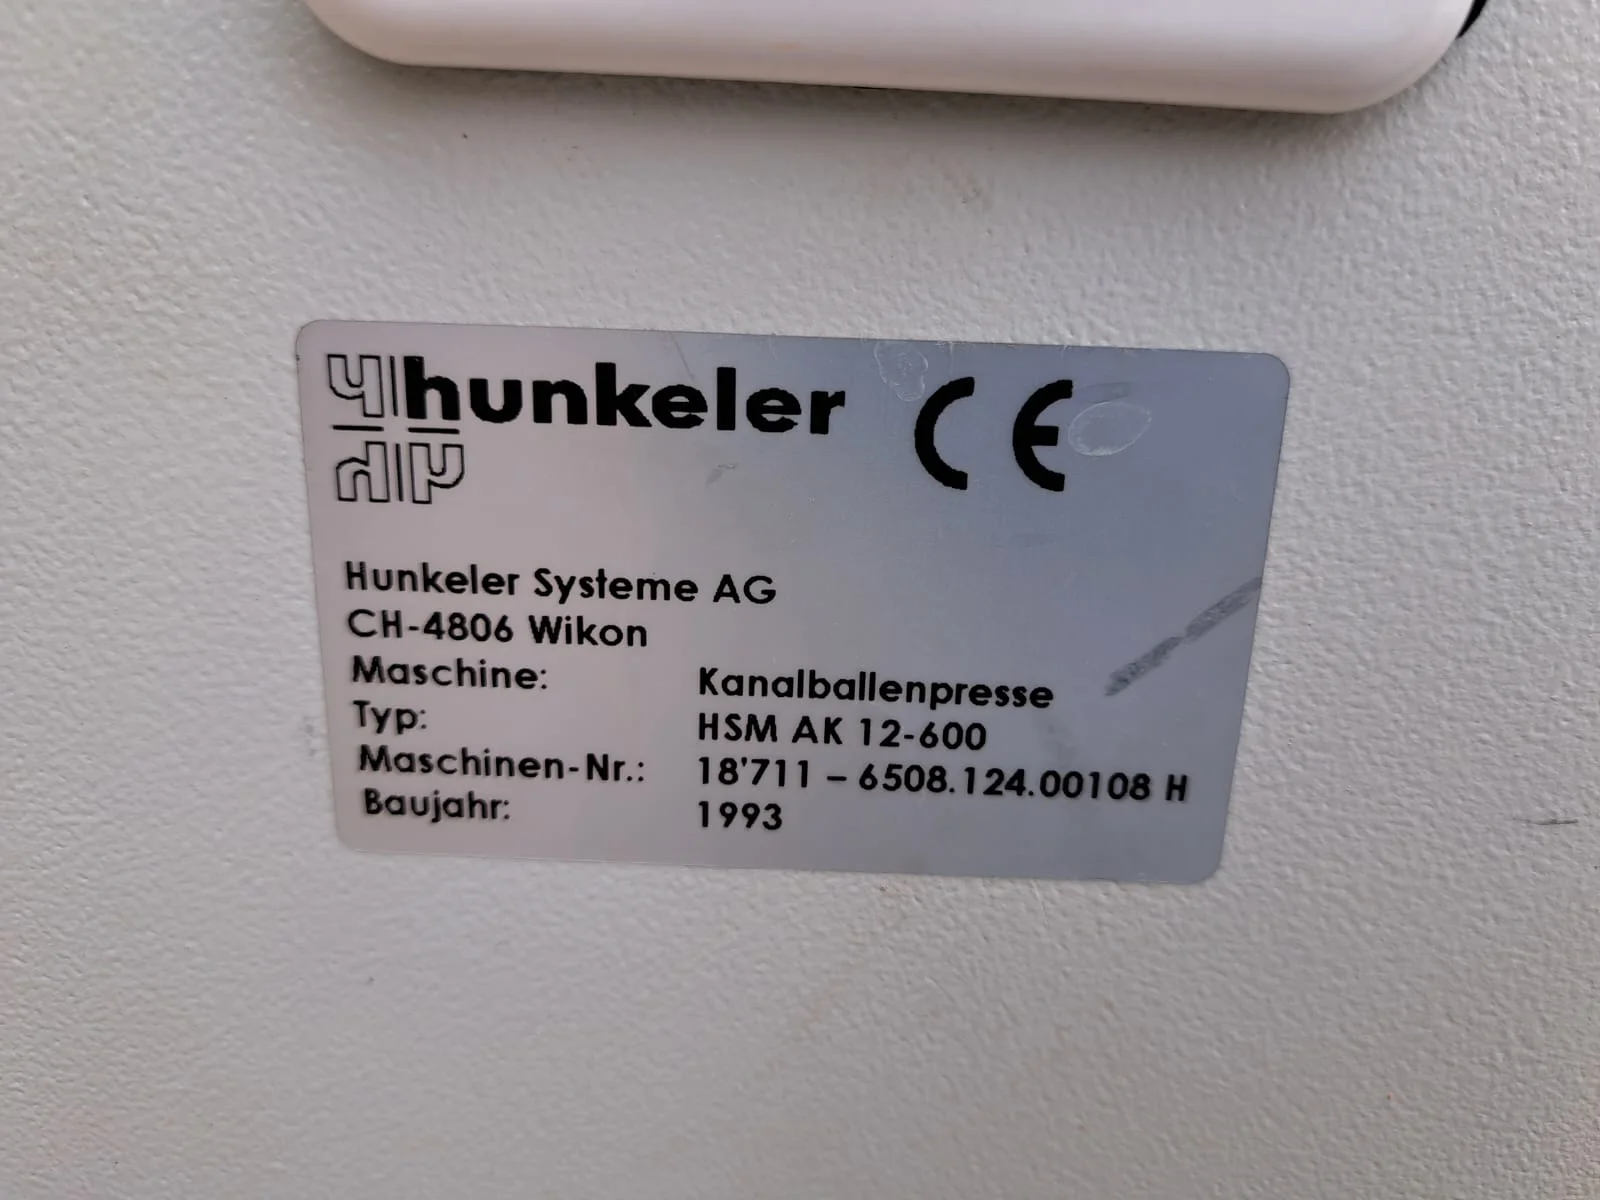 hunkeler CE
Hunkeler Systeme AG
CH-4806 Wikon
Maschine: Kanalballenpresse
Typ: HSM AK 12-600
Maschinen-Nr.: 18'711 – 6508.124.00108 H
Baujahr: 1993